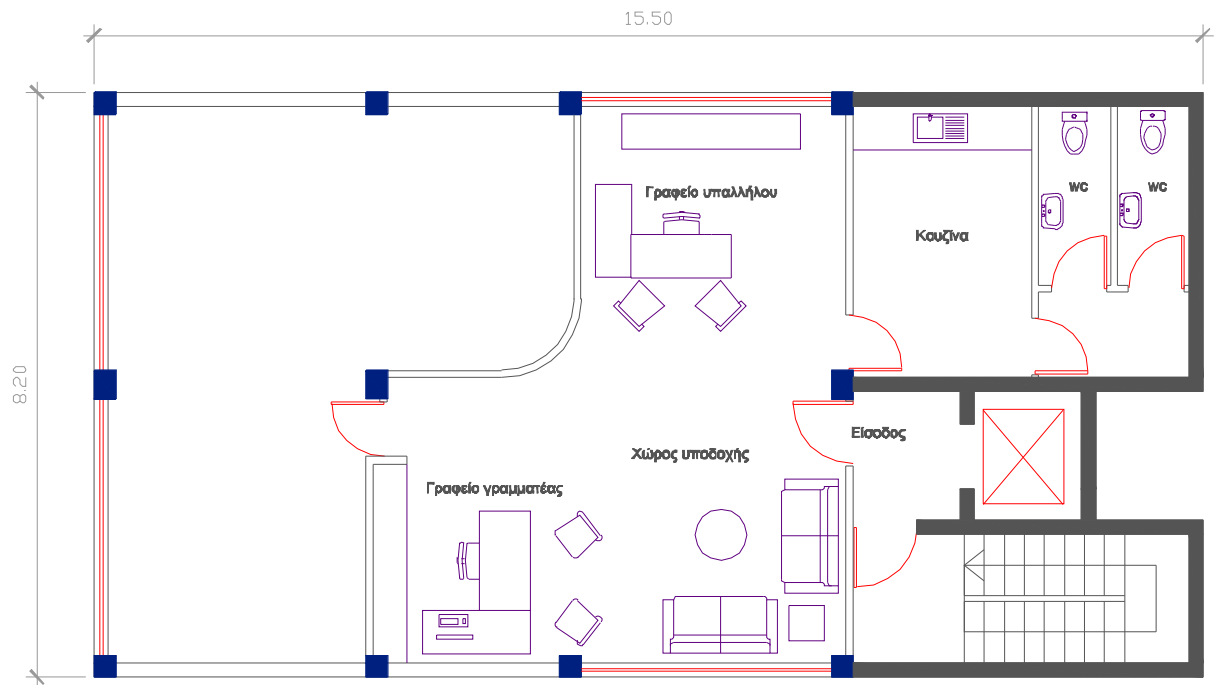 15.50
8.20
Γραφείο υπαλλήλου
WC
WC
Κουζίνα
Είσοδος
Χώρος υποδοχής
Γραφείο γραμματέας